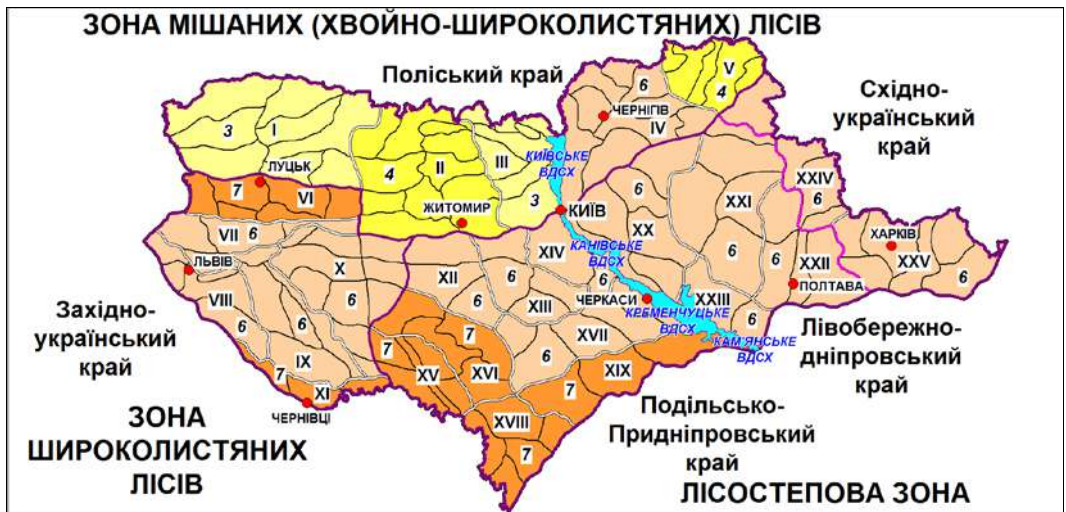 ЗОНА МІШАНИХ (ХВОЙНО-ШИРОКОЛИСТЯНИХ) ЛІСІВ
Поліський край
Східно-
український
край
V
4
6
ЧЕРНІГІВ
IV
3
I
II
4
III
3
ЛУЦЬК
КИЇВСЬКЕ
ВДСХ
7
VI
ЖИТОМИР
КИЇВ
6
XXI
XXIV
6
VII
6
XX
ХАРКІВ
ЛЬВІВ
X
XII
6
XIV
КАНІВСЬКЕ
ВДСХ
6
6
XXII
XXV
6
VIII
6
6
XIII
6
ЧЕРКАСИ
XXIII
ПОЛТАВА
6
6
КРЕМЕНЧУЦЬКЕ
ВДСХ
6
Західно-
український
край
IX
7
7
XVII
6
КАМ'ЯНСЬКЕ
ВДСХ
Лівобережно-
дніпровський
край
7
XI
XV
XVI
7
XIX
ЧЕРНІВЦІ
XVIII
7
Подільсько-
Придніпровський
край
ЗОНА
ШИРОКОЛИСТЯНИХ
ЛІСІВ
ЛІСОСТЕПОВА ЗОНА